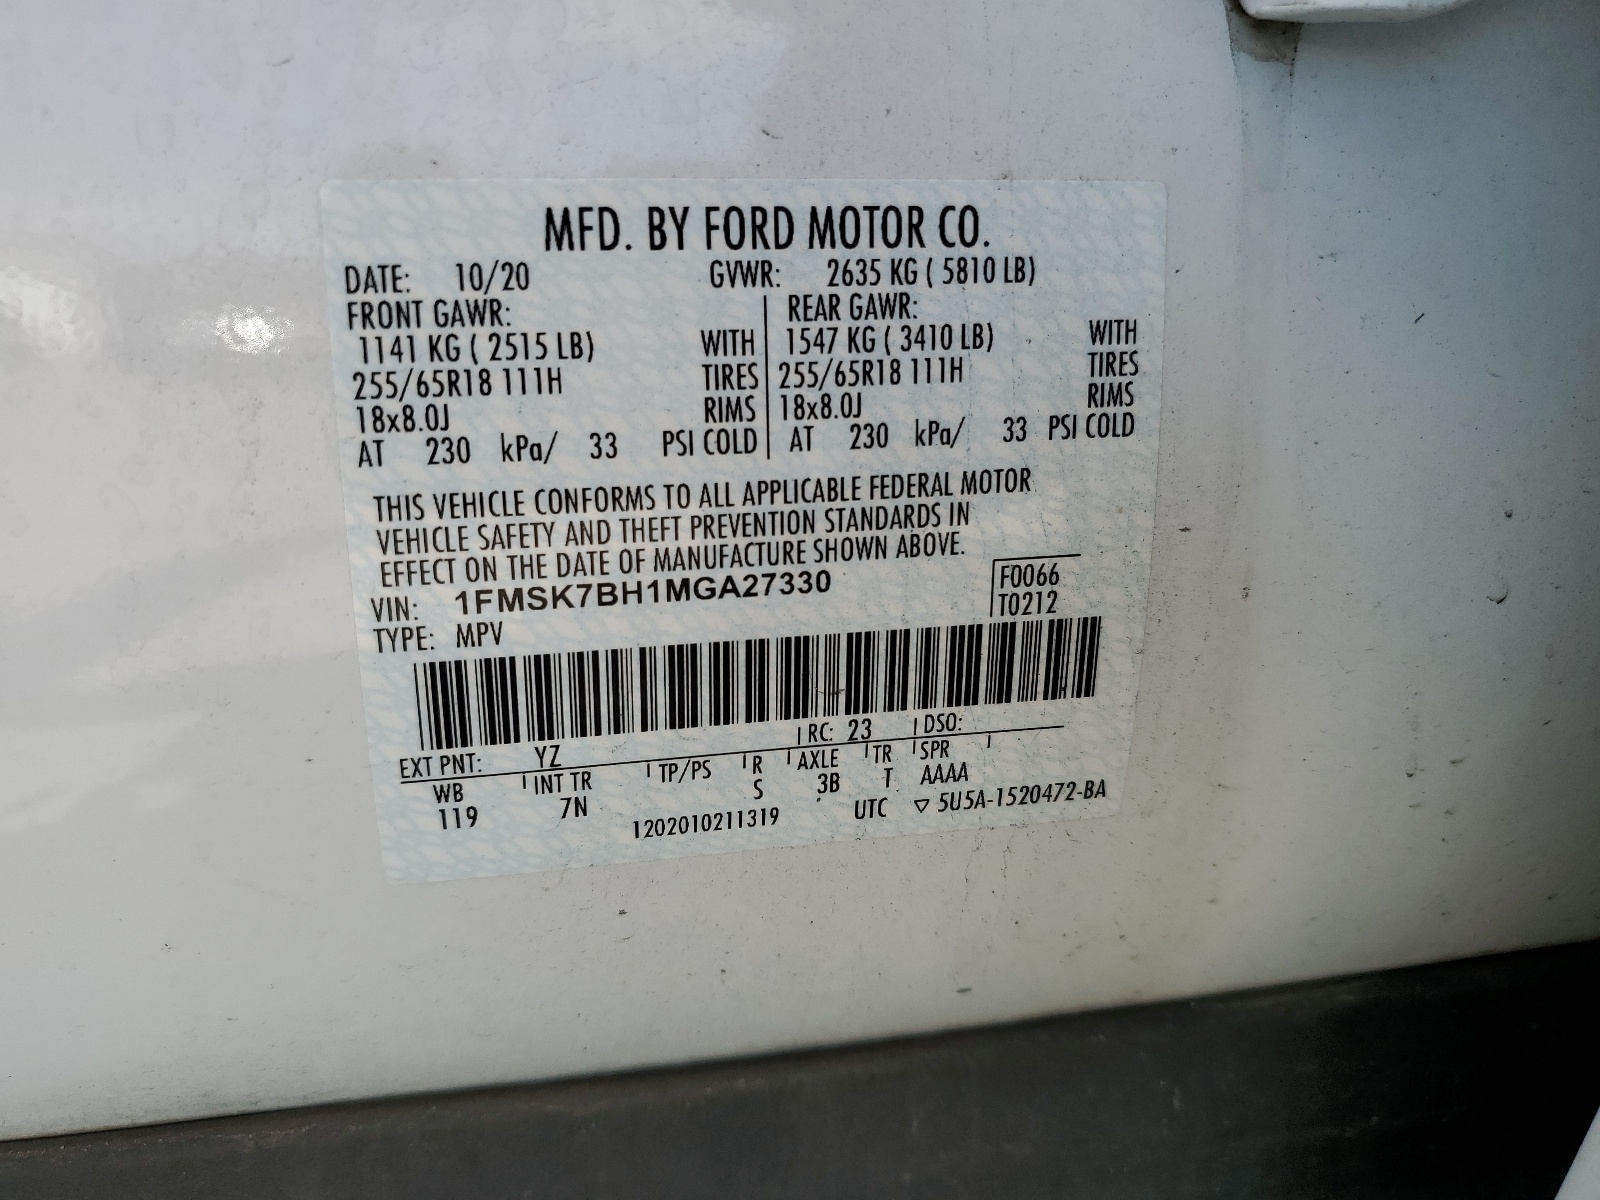 MFD. BY FORD MOTOR CO.
DATE: 10/20 GVWR: 2635 KG ( 5810 LB)
FRONT GAWR: REAR GAWR:
1141 KG ( 2515 LB) WITH 1547 KG ( 3410 LB) WITH
255/65R18 111H TIRES 255/65R18 111H TIRES
18x8.0J RIMS 18x8.0J RIMS
AT 230 kPa/ 33 PSI COLD AT 230 kPa/ 33 PSI COLD
THIS VEHICLE CONFORMS TO ALL APPLICABLE FEDERAL MOTOR
VEHICLE SAFETY AND THEFT PREVENTION STANDARDS IN
EFFECT ON THE DATE OF MANUFACTURE SHOWN ABOVE.
VIN: 1FMSK7BH1MGA27330 F0066
TYPE: MPV T0212
EXT PNT: YZ RC: 23 DSO:
WB INT TR TP/PS R AXLE TR SPR
119 7N S 3B T AAAA
1202010211319 UTC ▽ 5U5A-1520472-BA